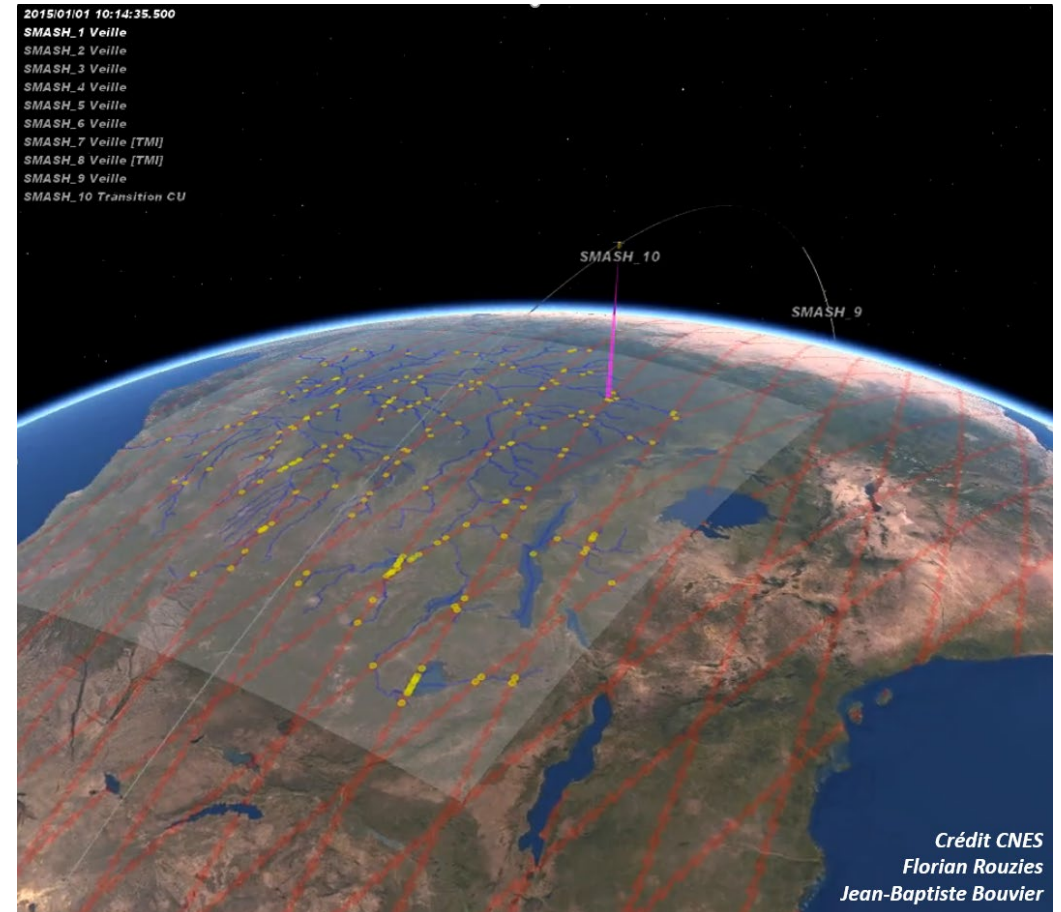 2015/01/01 10:14:35.500
SMASH_1 Veille
SMASH_2 Veille
SMASH_3 Veille
SMASH_4 Veille
SMASH_5 Veille
SMASH_6 Veille
SMASH_7 Veille [TMI]
SMASH_8 Veille [TMI]
SMASH_9 Veille
SMASH_10 Transition CU
SMASH_10
SMASH_9
Crédit CNES
Florian Rouzies
Jean-Baptiste Bouvier